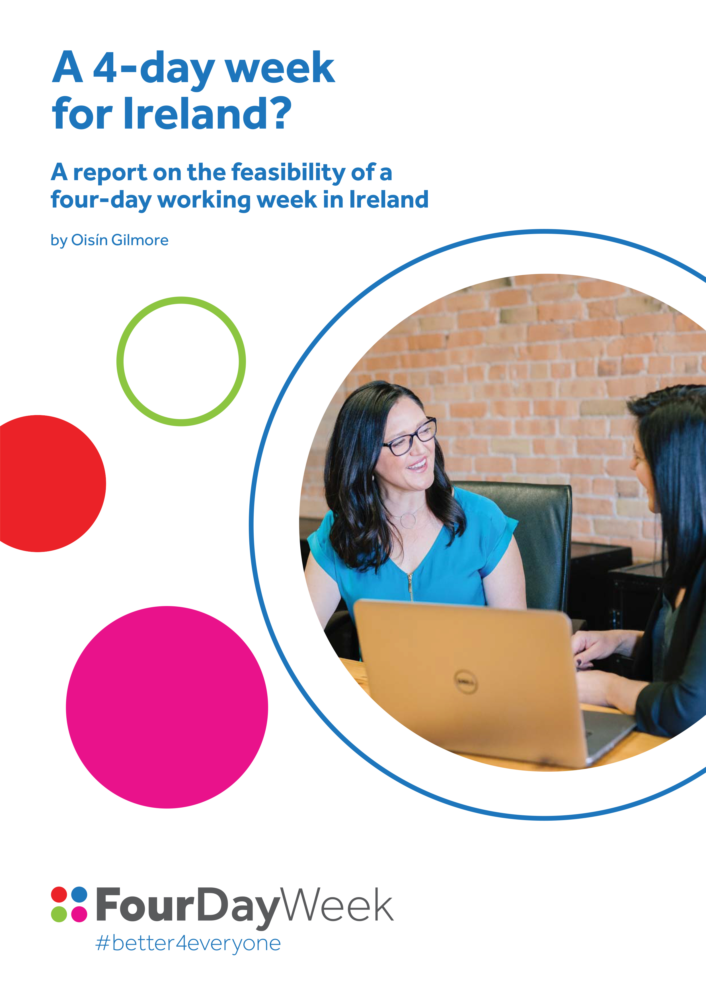 A 4-day week
for Ireland?
A report on the feasibility of a
four-day working week in Ireland
by Oisín Gilmore
DELL
FourDayWeek
#better4everyone